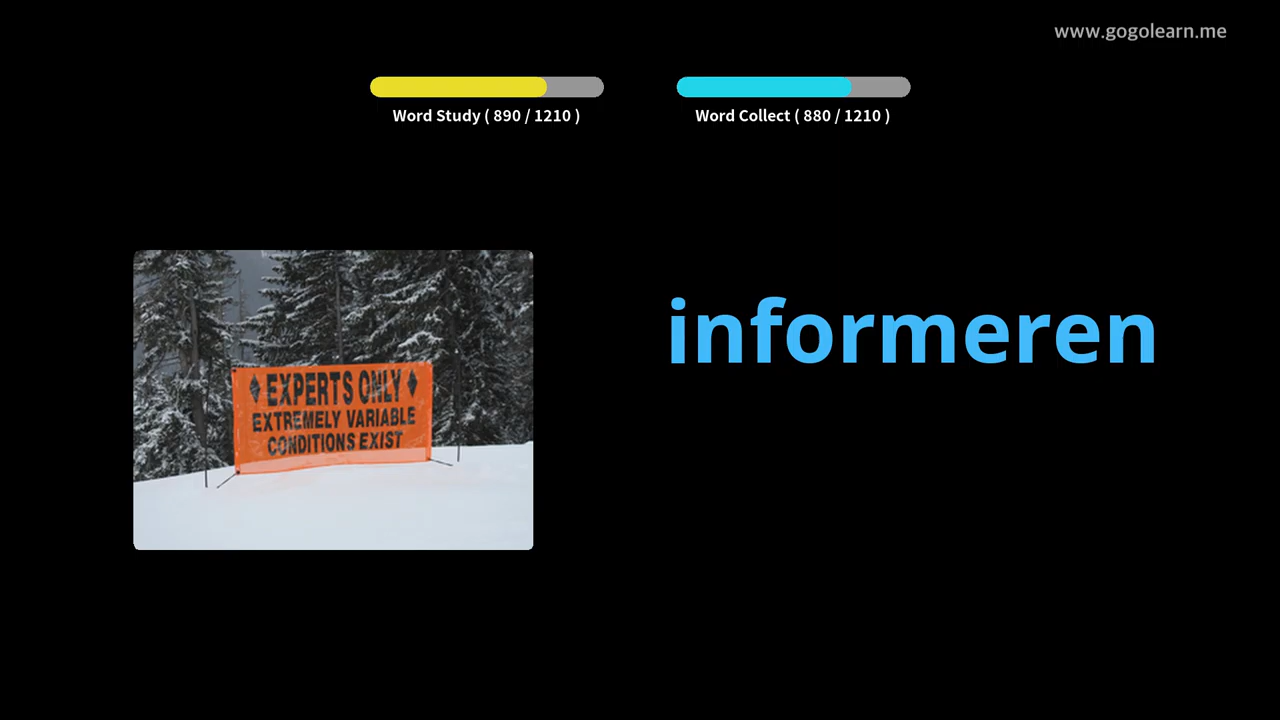 www.gogolearn.me
Word Study ( 890 / 1210 )
Word Collect ( 880 / 1210 )
informeren
EXPERTS ONLY
EXTREMELY VARIABLE
CONDITIONS EXIST